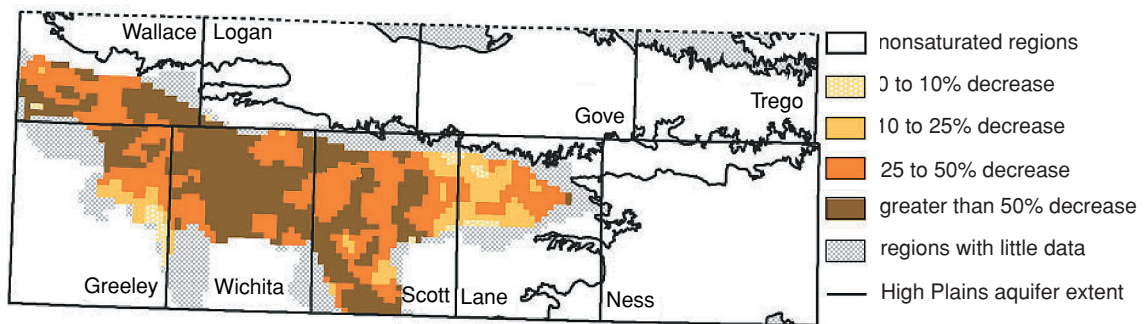 Wallace
Logan
Gove
Trego
Greeley
Wichita
Scott
Lane
Ness
nonsaturated regions
0 to 10% decrease
10 to 25% decrease
25 to 50% decrease
greater than 50% decrease
regions with little data
High Plains aquifer extent